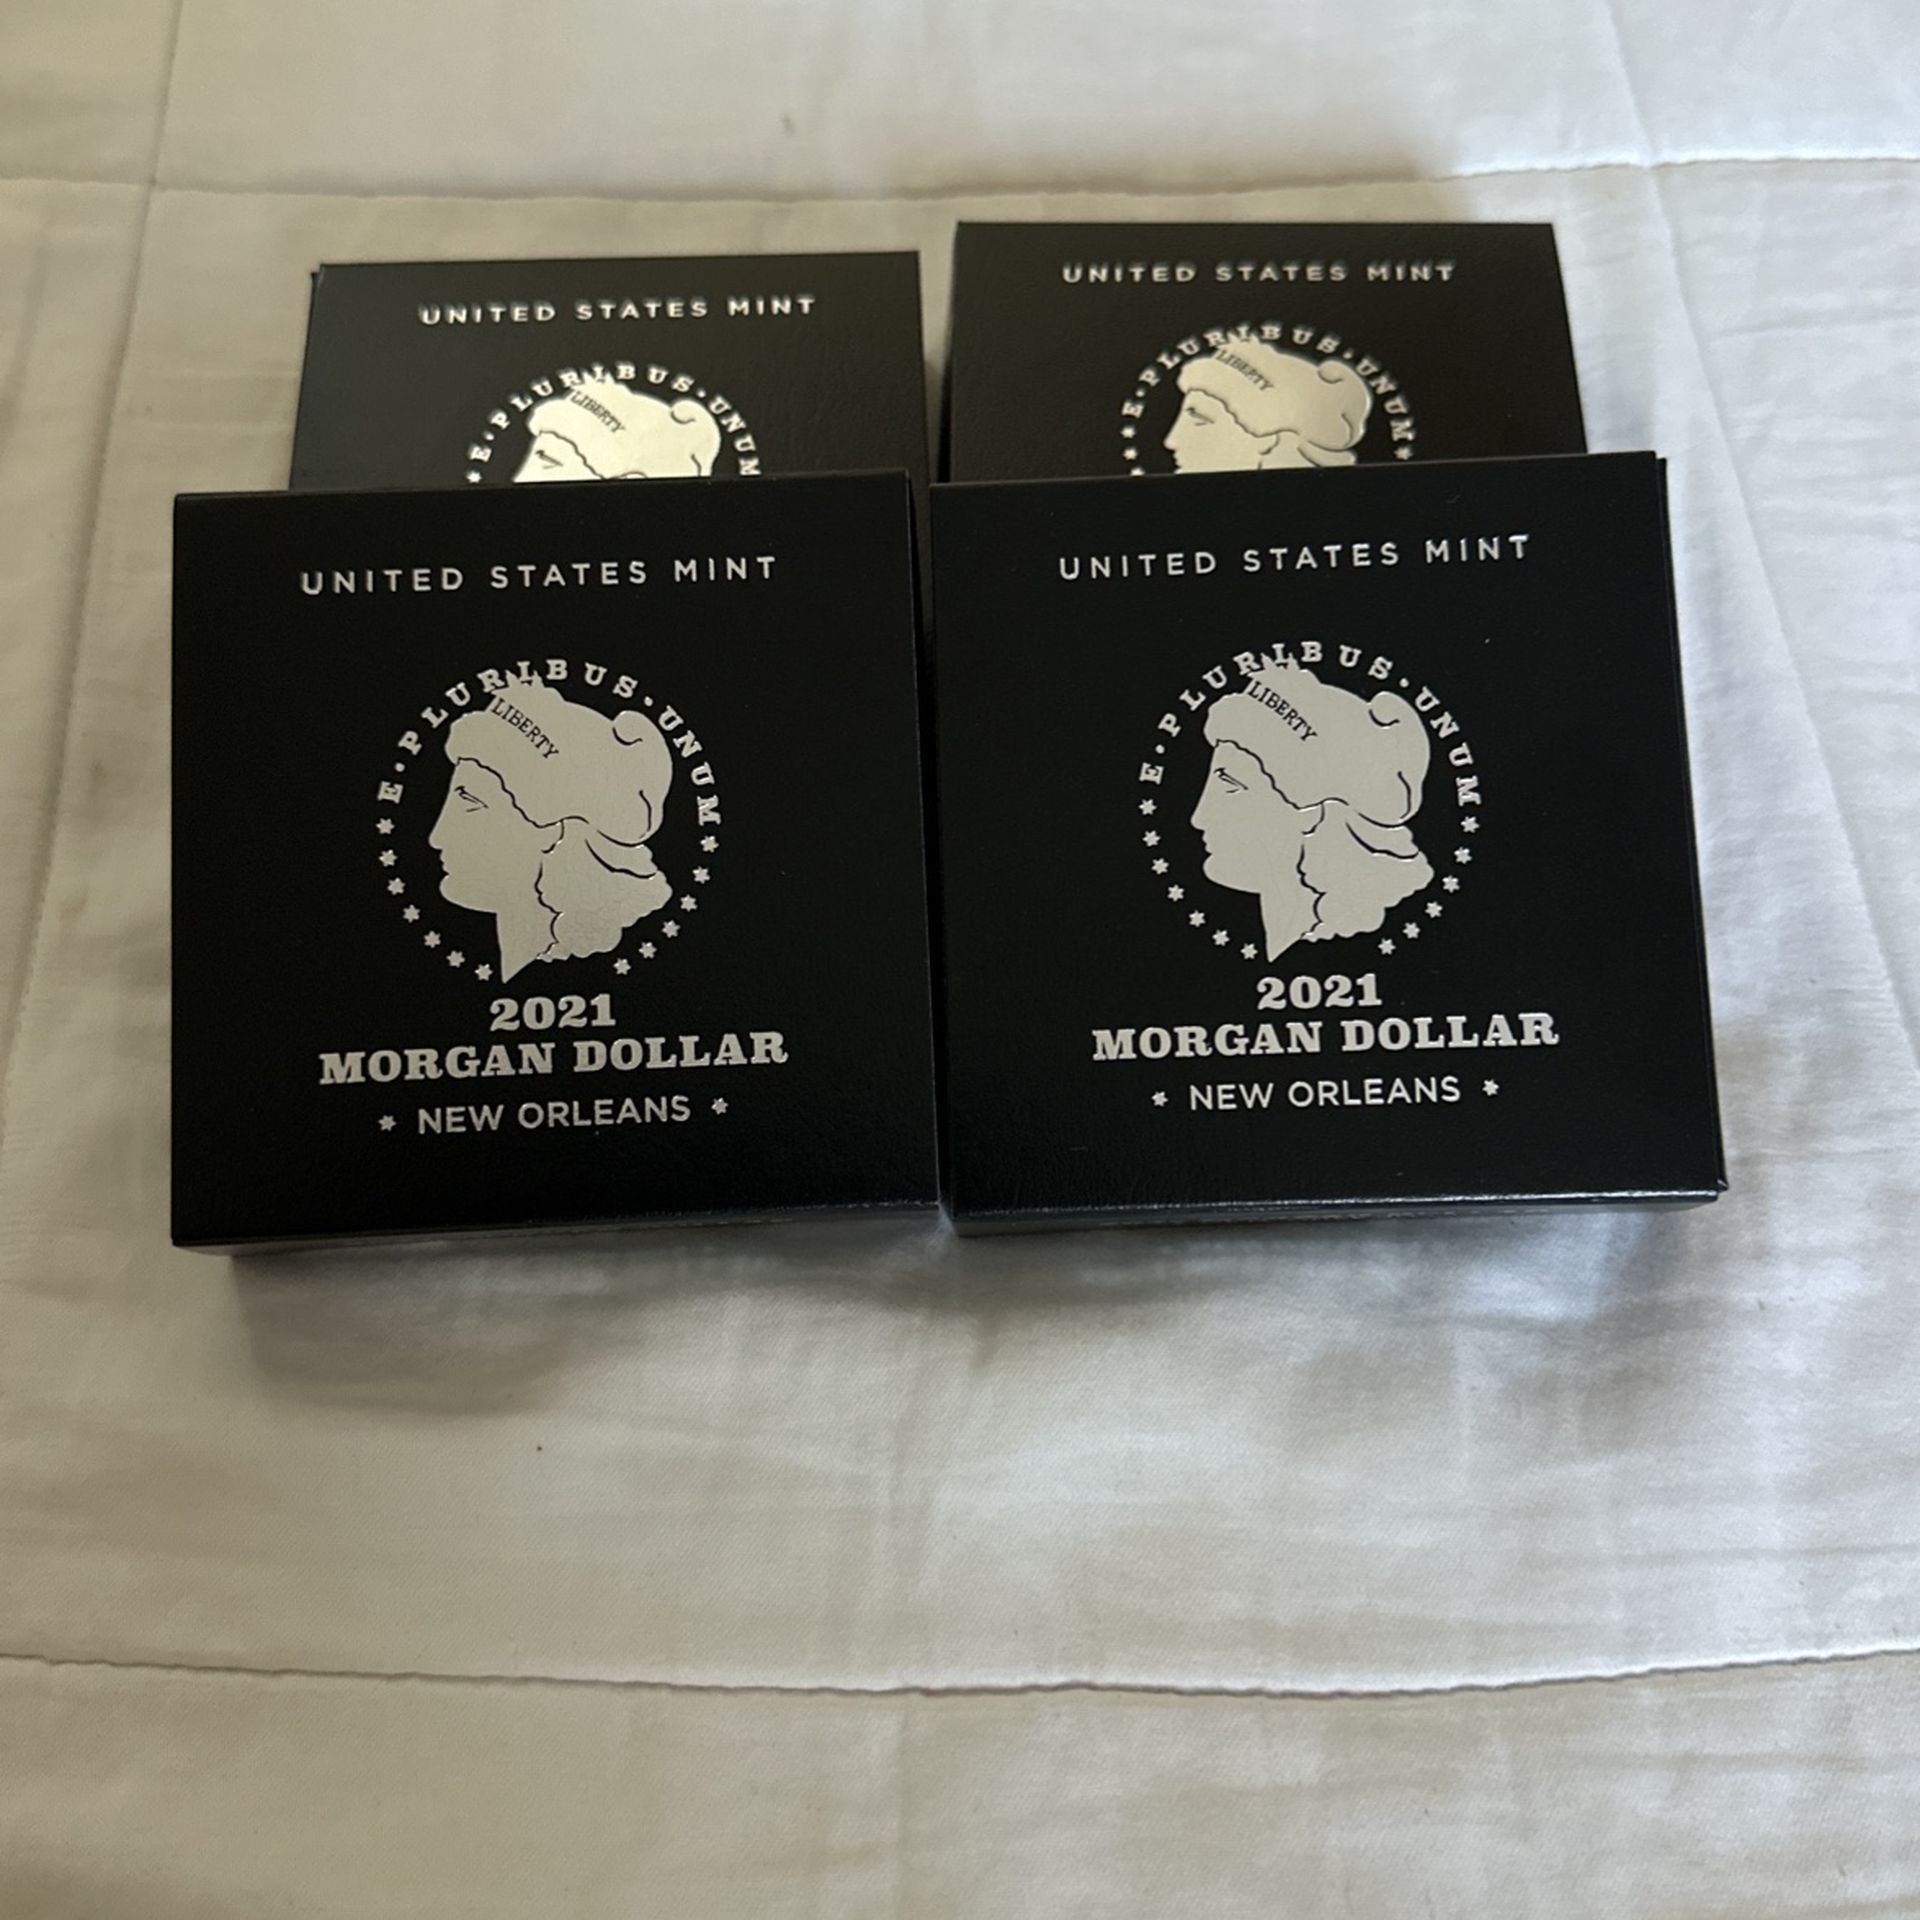 UNITED STATES MINT
E·PLURIBUS·UNUM
LIBERTY
UNITED STATES MINT
E·PLURIBUS·UNUM
LIBERTY
UNITED STATES MINT
E·PLURIBUS·UNUM
LIBERTY
2021
MORGAN DOLLAR
* NEW ORLEANS *
UNITED STATES MINT
E·PLURIBUS·UNUM
LIBERTY
2021
MORGAN DOLLAR
* NEW ORLEANS *